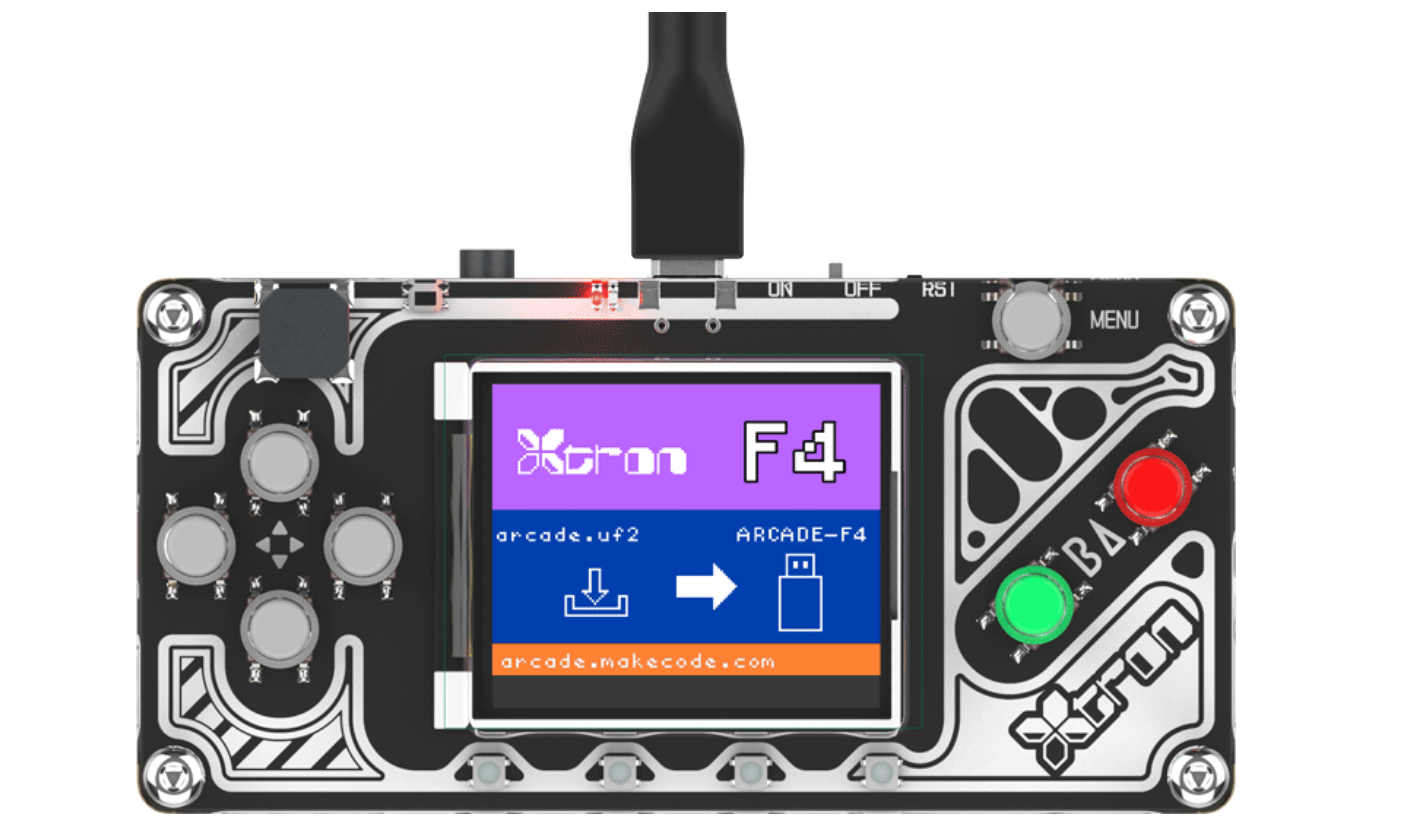 ON OFF RST
MENU
Xtron F4
arcade.uf2 ARCADE-F4
arcade.makecode.com
B A
Xtron